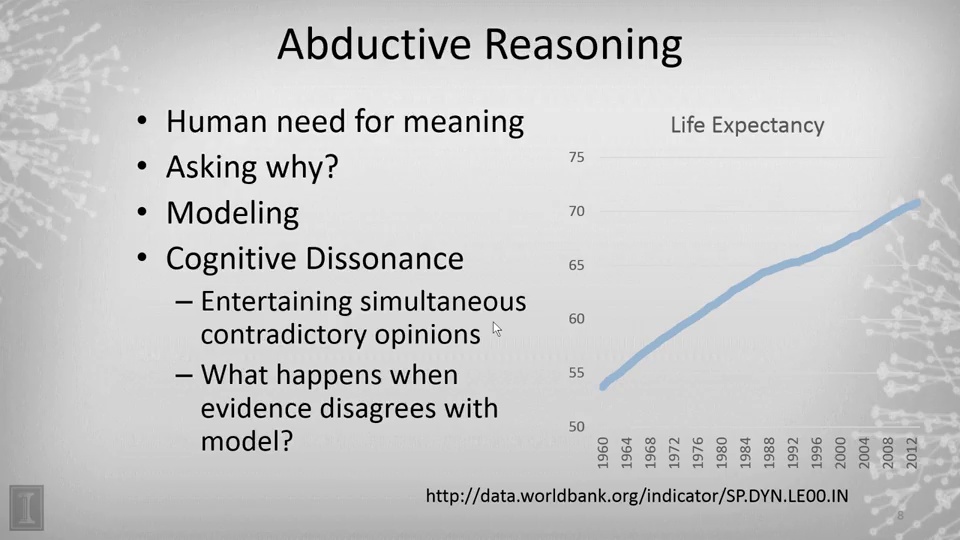 Abductive Reasoning
• Human need for meaning
• Asking why?
• Modeling
• Cognitive Dissonance
– Entertaining simultaneous
contradictory opinions
– What happens when
evidence disagrees with
model?
Life Expectancy
75
70
65
60
55
50
1960 1964 1968 1972 1976 1980 1984 1988 1992 1996 2000 2004 2008 2012
http://data.worldbank.org/indicator/SP.DYN.LE00.IN
8
I